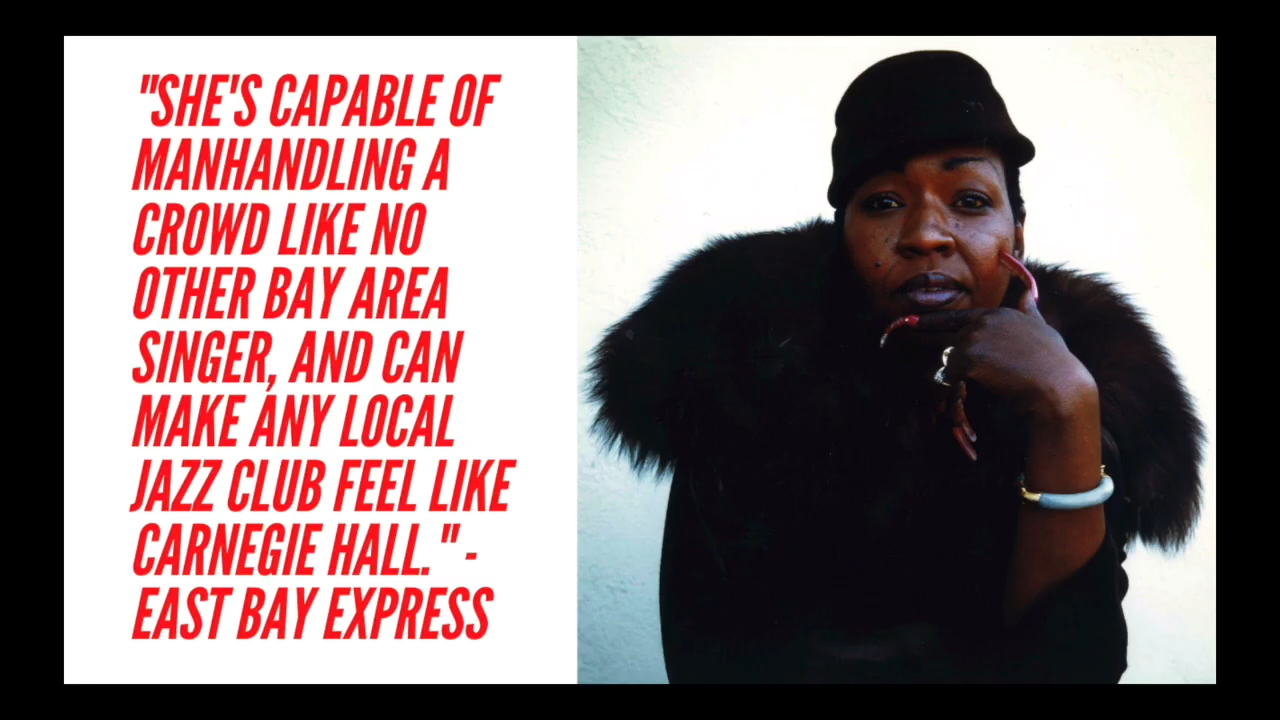 "SHE'S CAPABLE OF
MANHANDLING A
CROWD LIKE NO
OTHER BAY AREA
SINGER, AND CAN
MAKE ANY LOCAL
JAZZ CLUB FEEL LIKE
CARNEGIE HALL." -
EAST BAY EXPRESS